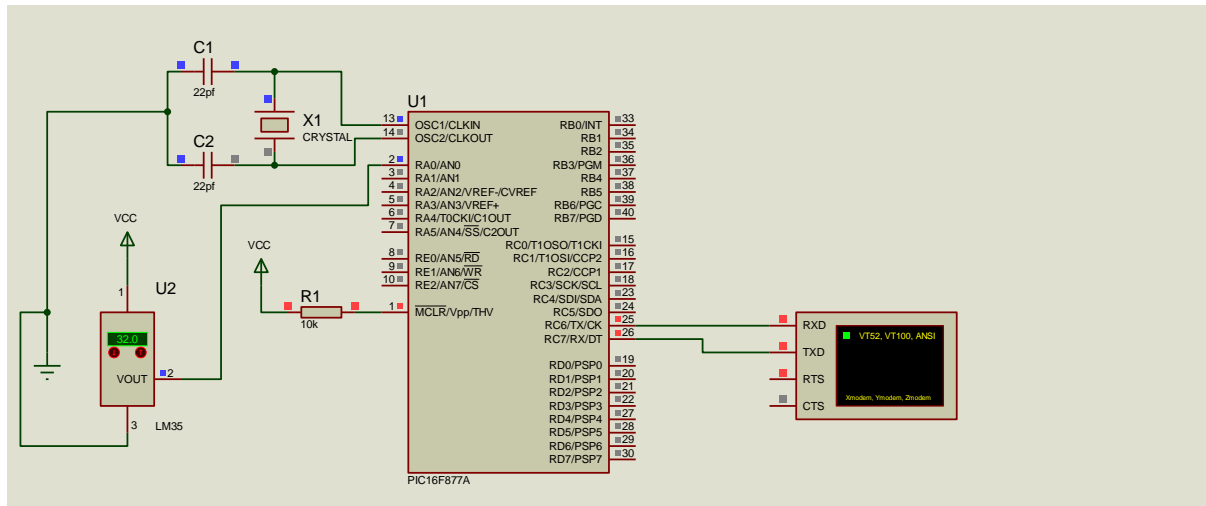 C1
22pf
C2
22pf
X1
CRYSTAL
VCC
1
U2
32.0
VOUT
2
3
LM35
VCC
R1
10k
U1
13 OSC1/CLKIN
14 OSC2/CLKOUT
2 RA0/AN0
3 RA1/AN1
4 RA2/AN2/VREF-/CVREF
5 RA3/AN3/VREF+
6 RA4/T0CKI/C1OUT
7 RA5/AN4/SS/C2OUT
8 RE0/AN5/RD
9 RE1/AN6/WR
10 RE2/AN7/CS
1 MCLR/Vpp/THV
RB0/INT 33
RB1 34
RB2 35
RB3/PGM 36
RB4 37
RB5 38
RB6/PGC 39
RB7/PGD 40
RC0/T1OSO/T1CKI 15
RC1/T1OSI/CCP2 16
RC2/CCP1 17
RC3/SCK/SCL 18
RC4/SDI/SDA 23
RC5/SDO 24
RC6/TX/CK 25
RC7/RX/DT 26
RD0/PSP0 19
RD1/PSP1 20
RD2/PSP2 21
RD3/PSP3 22
RD4/PSP4 27
RD5/PSP5 28
RD6/PSP6 29
RD7/PSP7 30
PIC16F877A
RXD
TXD
RTS
CTS
VT52, VT100, ANSI
Xmodem, Ymodem, Zmodem